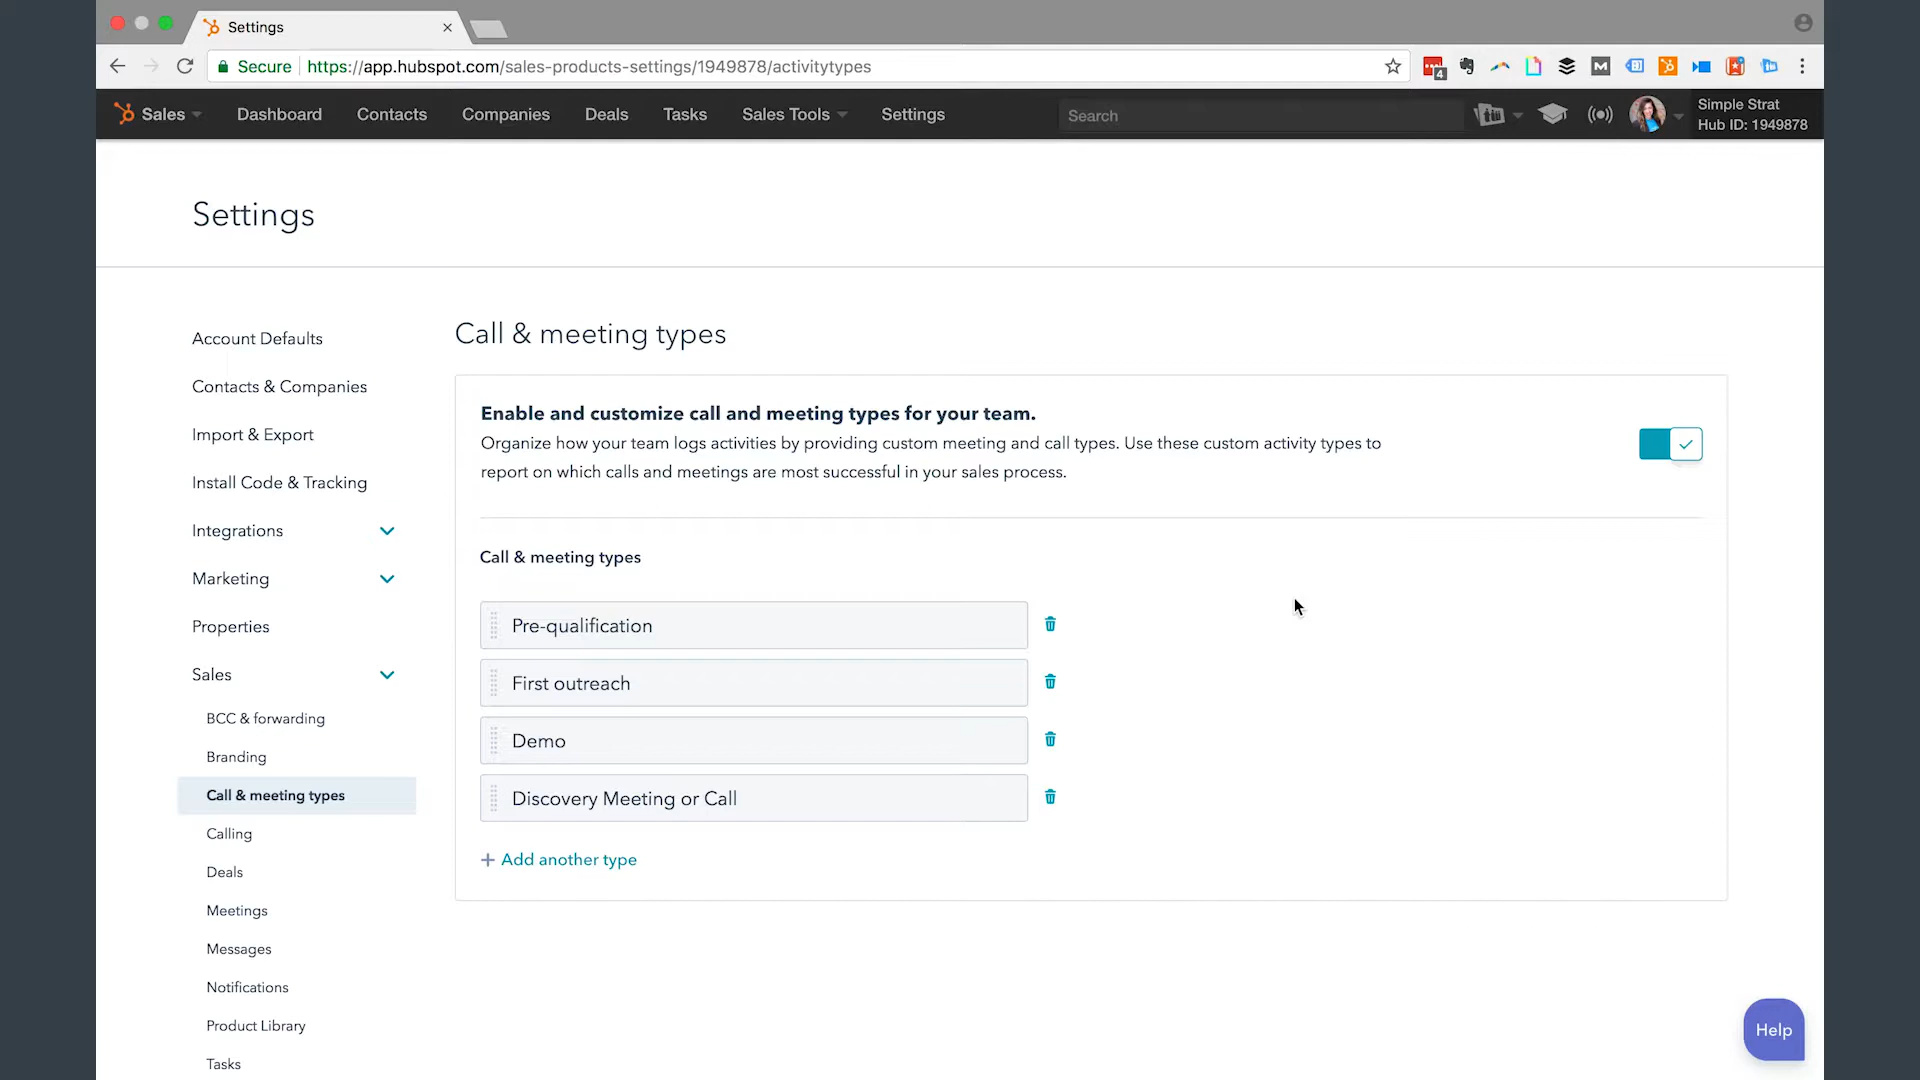 Settings
Secure https://app.hubspot.com/sales-products-settings/1949878/activitytypes
4
M
Sales Dashboard Contacts Companies Deals Tasks Sales Tools Settings Search
Simple Strat
Hub ID: 1949878
Settings
Account Defaults
Contacts & Companies
Import & Export
Install Code & Tracking
Integrations
Marketing
Properties
Sales
BCC & forwarding
Branding
Call & meeting types
Calling
Deals
Meetings
Messages
Notifications
Product Library
Tasks
Call & meeting types
Enable and customize call and meeting types for your team.
Organize how your team logs activities by providing custom meeting and call types. Use these custom activity types to
report on which calls and meetings are most successful in your sales process.
Call & meeting types
Pre-qualification
First outreach
Demo
Discovery Meeting or Call
+ Add another type
Help